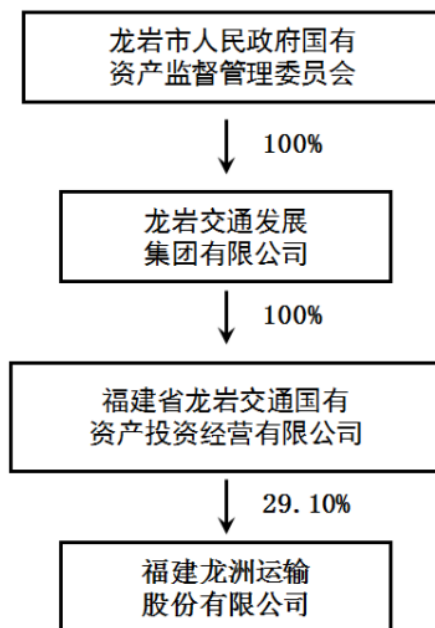 龙岩市人民政府国有
资产监督管理委员会
100%
龙岩交通发展
集团有限公司
100%
福建省龙岩交通国有
资产投资经营有限公司
29.10%
福建龙洲运输
股份有限公司